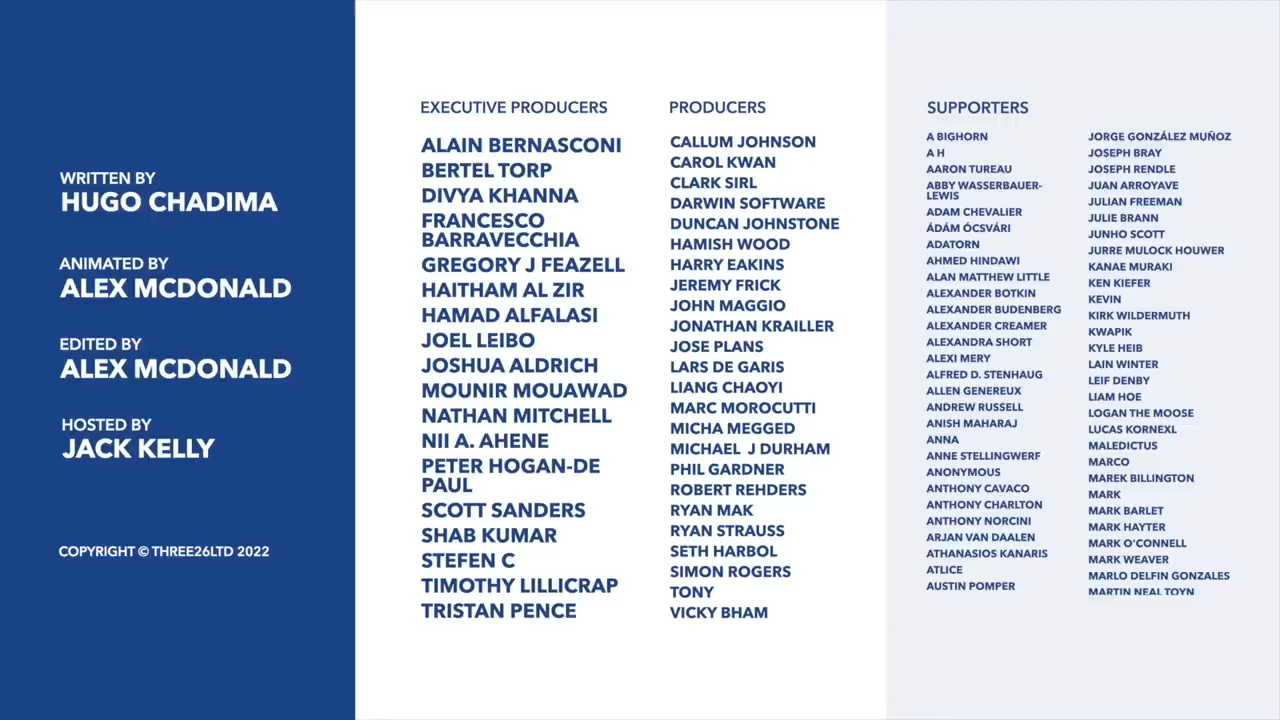 WRITTEN BY
HUGO CHADIMA
ANIMATED BY
ALEX MCDONALD
EDITED BY
ALEX MCDONALD
HOSTED BY
JACK KELLY
COPYRIGHT © THREE26LTD 2022
EXECUTIVE PRODUCERS
ALAIN BERNASCONI
BERTEL TORP
DIVYA KHANNA
FRANCESCO
BARRAVECCHIA
GREGORY J FEAZELL
HAITHAM AL ZIR
HAMAD ALFALASI
JOEL LEIBO
JOSHUA ALDRICH
MOUNIR MOUAWAD
NATHAN MITCHELL
NII A. AHENE
PETER HOGAN-DE
PAUL
SCOTT SANDERS
SHAB KUMAR
STEFEN C
TIMOTHY LILLICRAP
TRISTAN PENCE
PRODUCERS
CALLUM JOHNSON
CAROL KWAN
CLARK SIRL
DARWIN SOFTWARE
DUNCAN JOHNSTONE
HAMISH WOOD
HARRY EAKINS
JEREMY FRICK
JOHN MAGGIO
JONATHAN KRAILLER
JOSE PLANS
LARS DE GARIS
LIANG CHAOYI
MARC MOROCUTTI
MICHA MEGGED
MICHAEL J DURHAM
PHIL GARDNER
ROBERT REHDERS
RYAN MAK
RYAN STRAUSS
SETH HARBOL
SIMON ROGERS
TONY
VICKY BHAM
SUPPORTERS
A BIGHORN
A H
AARON TUREAU
ABBY WASSERBAUER-
LEWIS
ADAM CHEVALIER
ÁDÁM ÓCSVÁRI
ADATORN
AHMED HINDAWI
ALAN MATTHEW LITTLE
ALEXANDER BOTKIN
ALEXANDER BUDENBERG
ALEXANDER CREAMER
ALEXANDRA SHORT
ALEXI MERY
ALFRED D. STENHAUG
ALLEN GENEREUX
ANDREW RUSSELL
ANISH MAHARAJ
ANNA
ANNE STELLINGWERF
ANONYMOUS
ANTHONY CAVACO
ANTHONY CHARLTON
ANTHONY NORCINI
ARJAN VAN DAALEN
ATHANASIOS KANARIS
ATLICE
AUSTIN POMPER
JORGE GONZÁLEZ MUÑOZ
JOSEPH BRAY
JOSEPH RENDLE
JUAN ARROYAVE
JULIAN FREEMAN
JULIE BRANN
JUNHO SCOTT
JURRE MULOCK HOUWER
KANAE MURAKI
KEN KIEFER
KEVIN
KIRK WILDERMUTH
KWAPIK
KYLE HEIB
LAIN WINTER
LEIF DENBY
LIAM HOE
LOGAN THE MOOSE
LUCAS KORNEXL
MALEDICTUS
MARCO
MAREK BILLINGTON
MARK
MARK BARLET
MARK HAYTER
MARK O'CONNELL
MARK WEAVER
MARLO DELFIN GONZALES
MARTIN NEAL TOYN